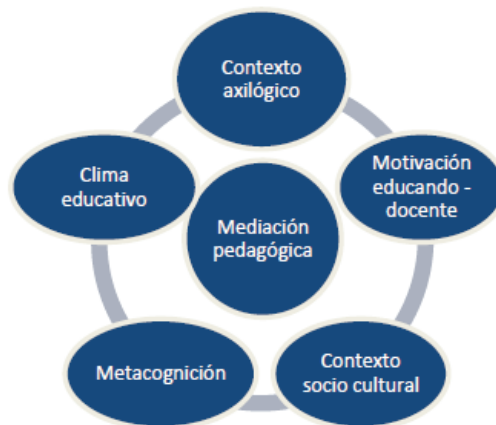 Contexto
axilógico
Motivación
educando -
docente
Contexto
socio cultural
Metacognición
Clima
educativo
Mediación
pedagógica